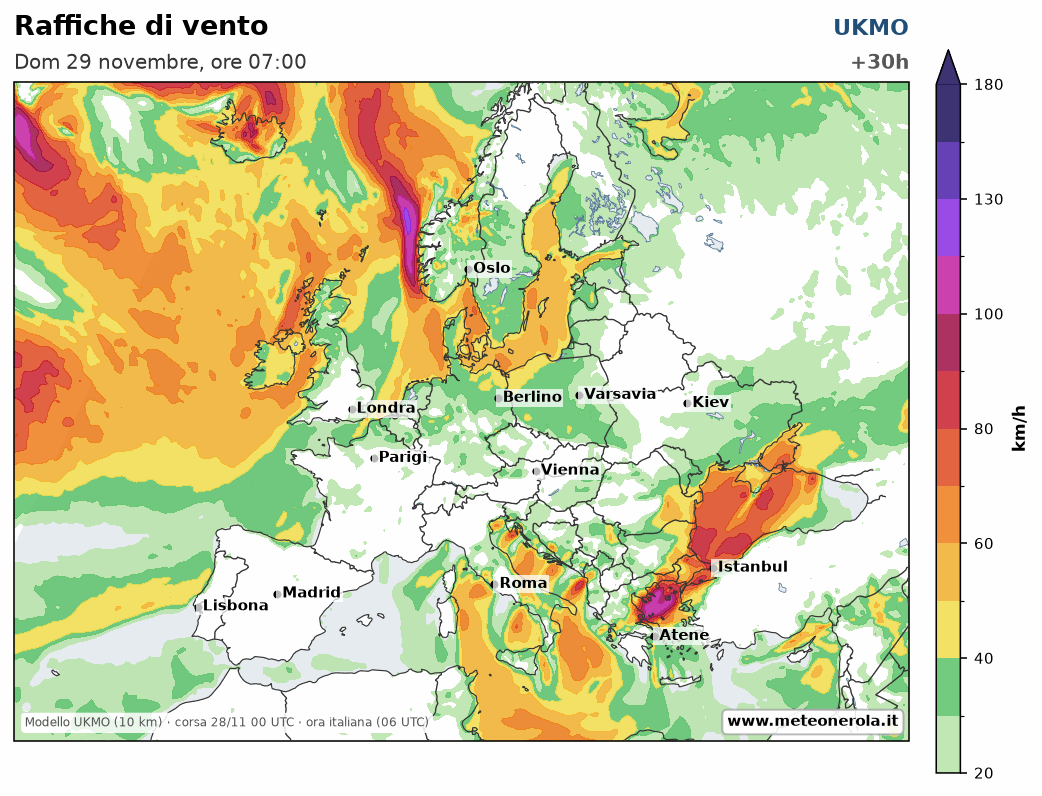 Raffiche di vento
UKMO
Dom 29 novembre, ore 07:00
+30h
180
130
100
80
60
40
20
km/h
Oslo
Londra
Berlino
Varsavia
Kiev
Parigi
Vienna
Istanbul
Roma
Madrid
Lisbona
Atene
Modello UKMO (10 km) · corsa 28/11 00 UTC · ora italiana (06 UTC)
www.meteonerola.it